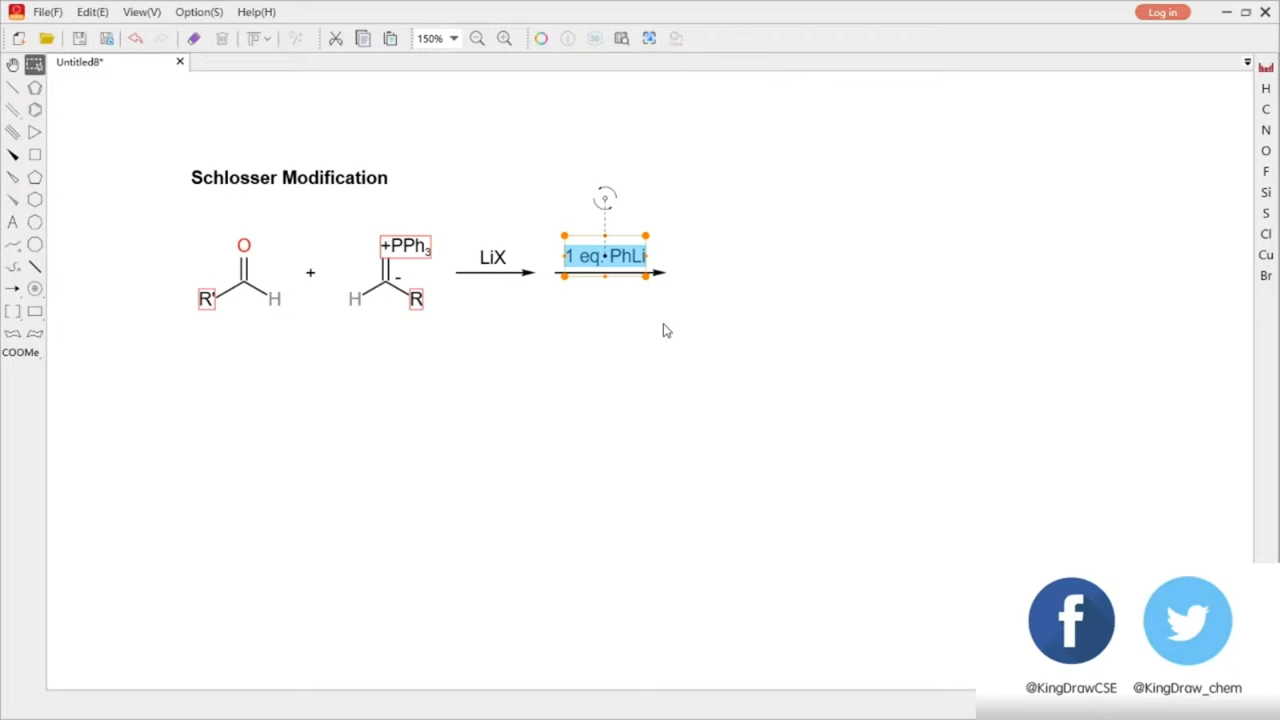 File(F) Edit(E) View(V) Option(S) Help(H) Log in
150%
Untitled8*
H
C
N
O
F
Si
S
Cl
Cu
Br
A
COOMe
Schlosser Modification
O
R'
H
+
+PPh3
-
H
R
LiX
1 eq. PhLi
f
@KingDrawCSE @KingDraw_chem